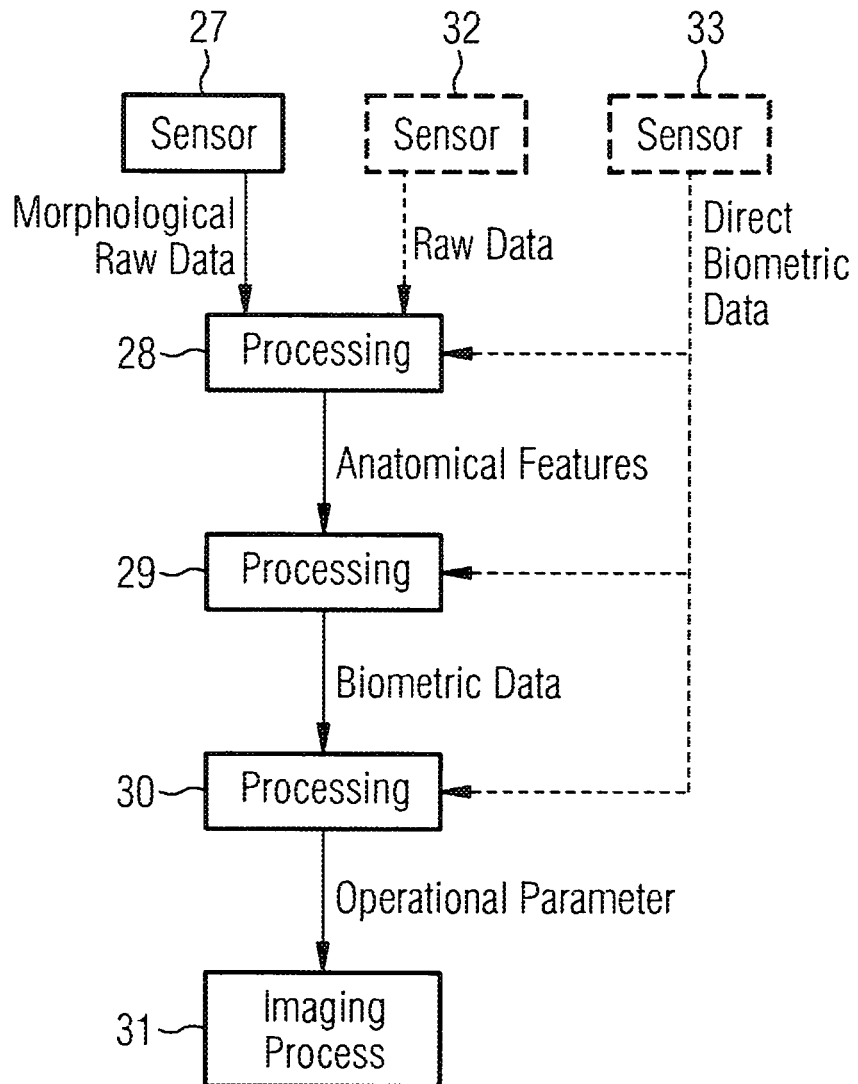 27
32
33
Sensor
Sensor
Sensor
Morphological
Raw Data
Raw Data
Direct
Biometric
Data
28
Processing
Anatomical Features
29
Processing
Biometric Data
30
Processing
Operational Parameter
31
Imaging
Process